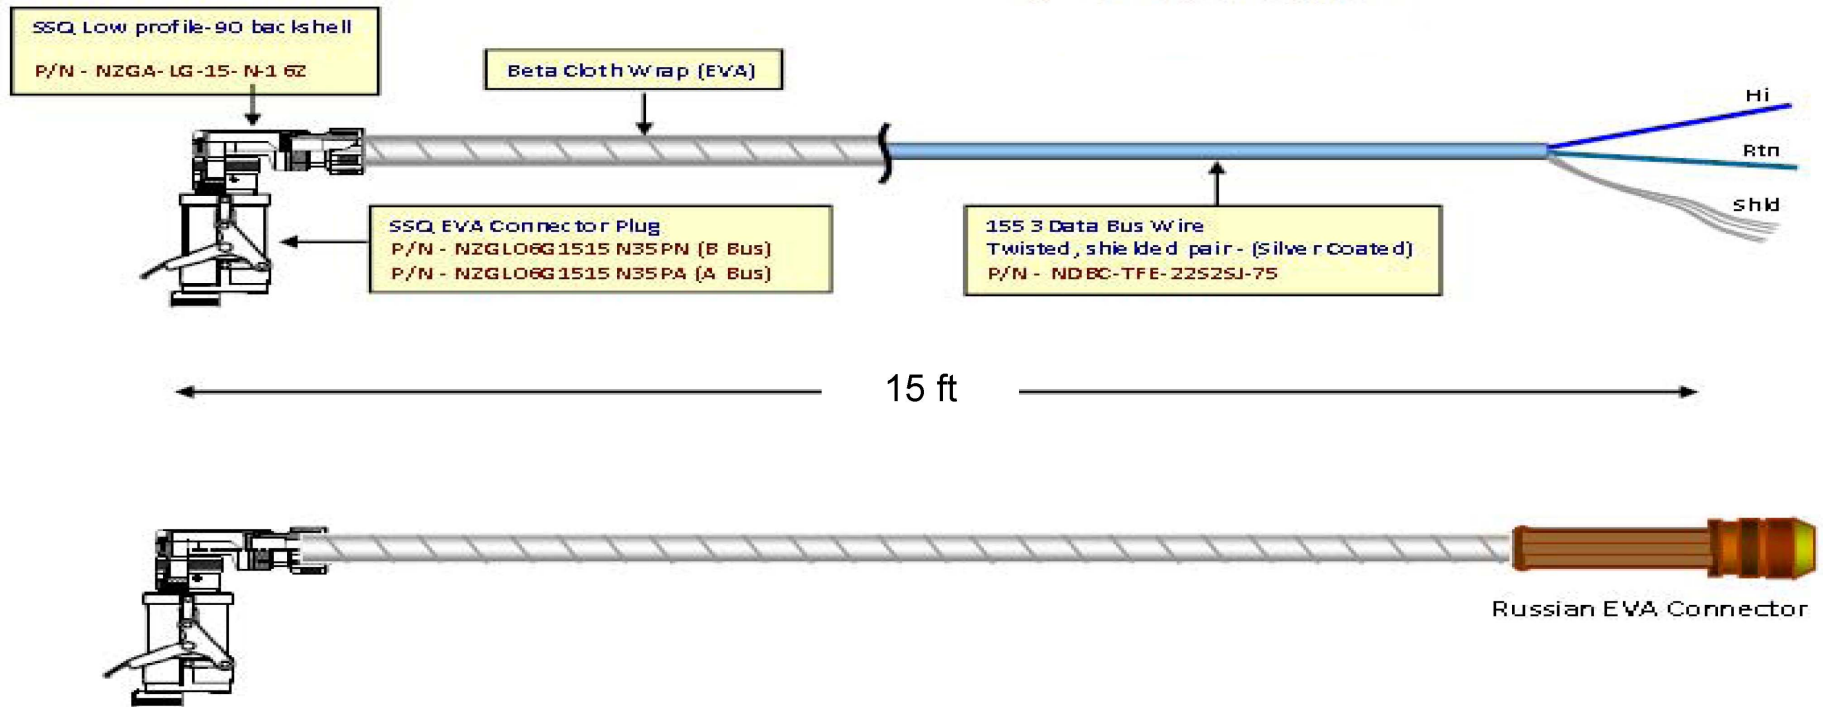 SSQ Low profile-90 backshell
P/N - NZGA-LG-15-N-16Z
Beta Cloth Wrap (EVA)
Hi
Rtn
Shld
SSQ EVA Connector Plug
P/N - NZGL06G1515N35PN (B Bus)
P/N - NZGL06G1515N35PA (A Bus)
1553 Data Bus Wire
Twisted, shielded pair - (Silver Coated)
P/N - NDBC-TFE-22S2SJ-75
15 ft
Russian EVA Connector